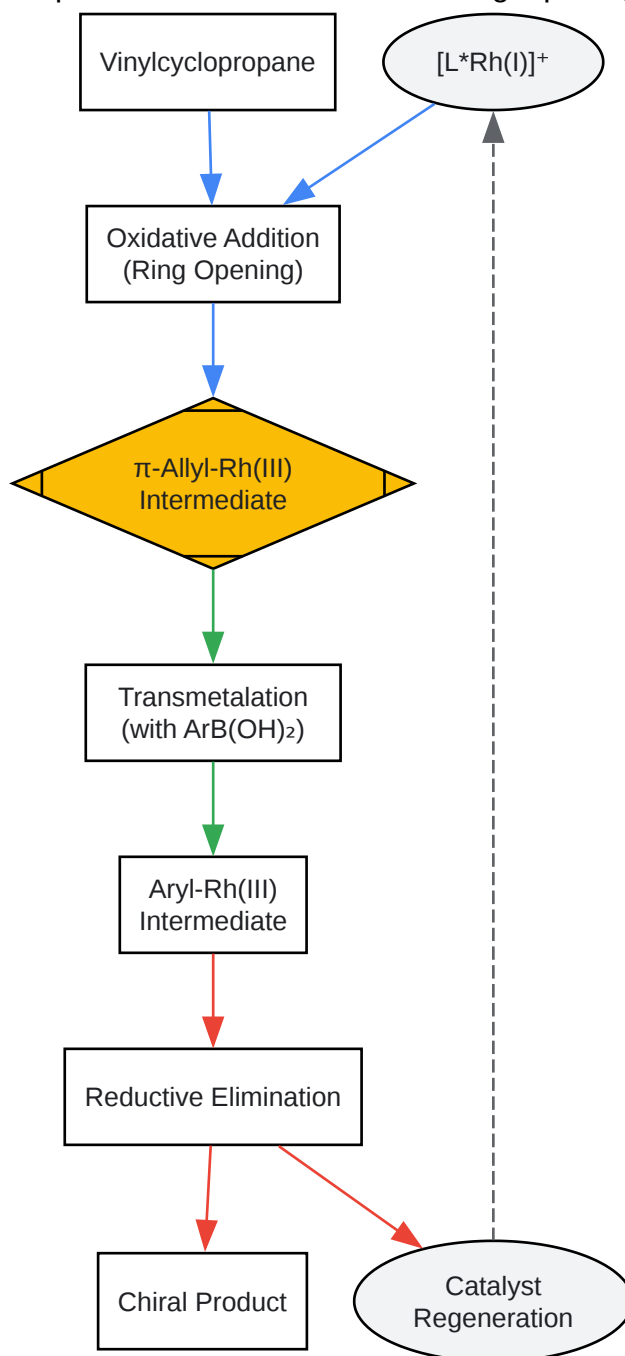 Vinylcyclopropane
[L*Rh(I)]⁺
Oxidative Addition
(Ring Opening)
π-Allyl-Rh(III)
Intermediate
Transmetalation
(with ArB(OH)₂)
Aryl-Rh(III)
Intermediate
Reductive Elimination
Chiral Product
Catalyst
Regeneration